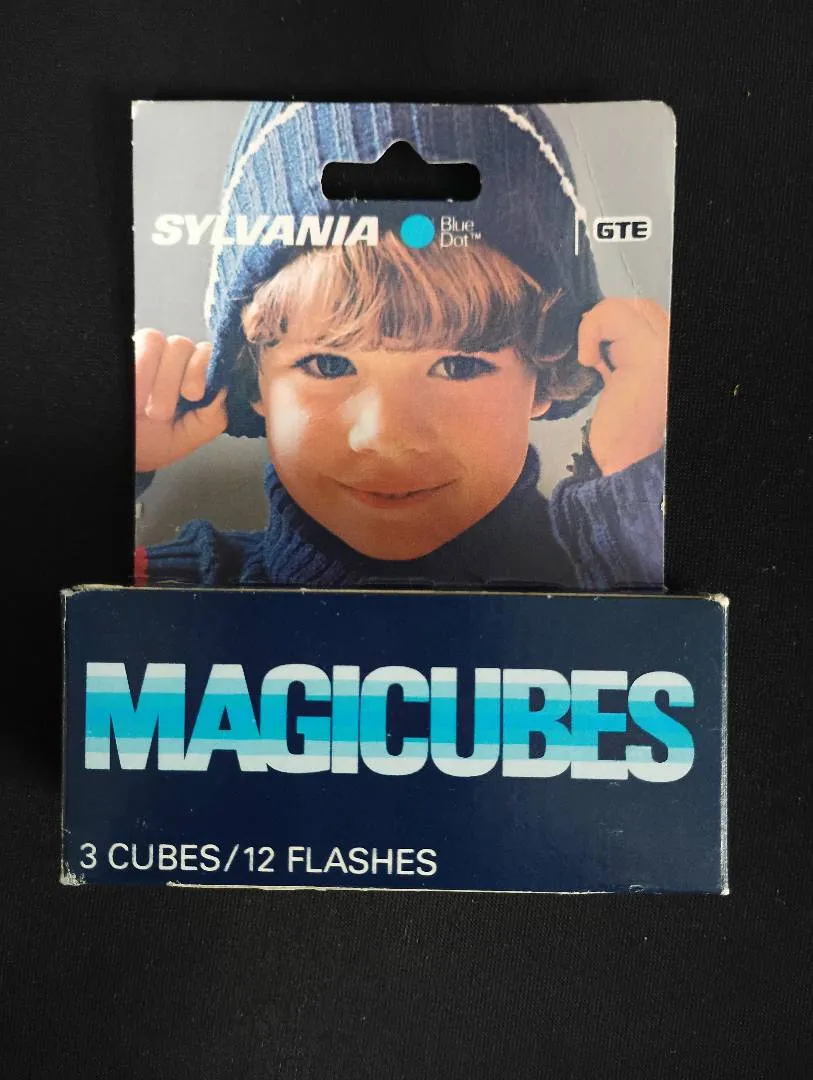 SYLVANIA
Blue
Dot™
GTE
MAGICUBES
3 CUBES/12 FLASHES